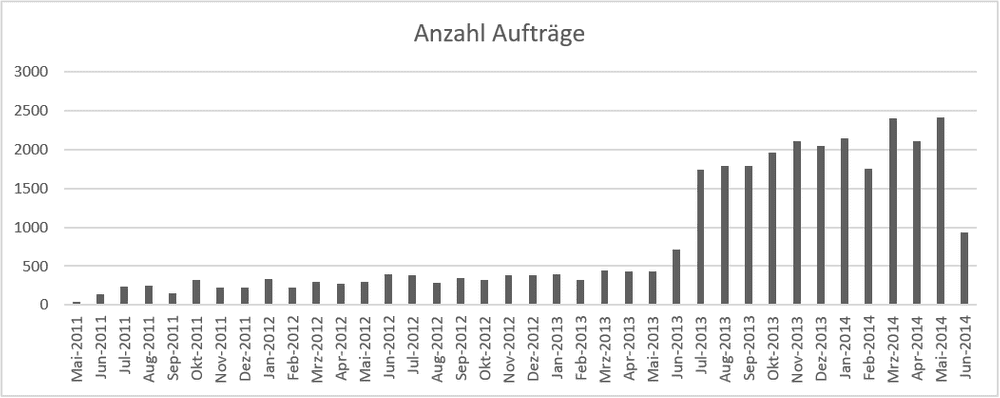 Anzahl Aufträge
3000
2500
2000
1500
1000
500
0
Mai-2011
Jun-2011
Jul-2011
Aug-2011
Sep-2011
Okt-2011
Nov-2011
Dez-2011
Jan-2012
Feb-2012
Mrz-2012
Apr-2012
Mai-2012
Jun-2012
Jul-2012
Aug-2012
Sep-2012
Okt-2012
Nov-2012
Dez-2012
Jan-2013
Feb-2013
Mrz-2013
Apr-2013
Mai-2013
Jun-2013
Jul-2013
Aug-2013
Sep-2013
Okt-2013
Nov-2013
Dez-2013
Jan-2014
Feb-2014
Mrz-2014
Apr-2014
Mai-2014
Jun-2014